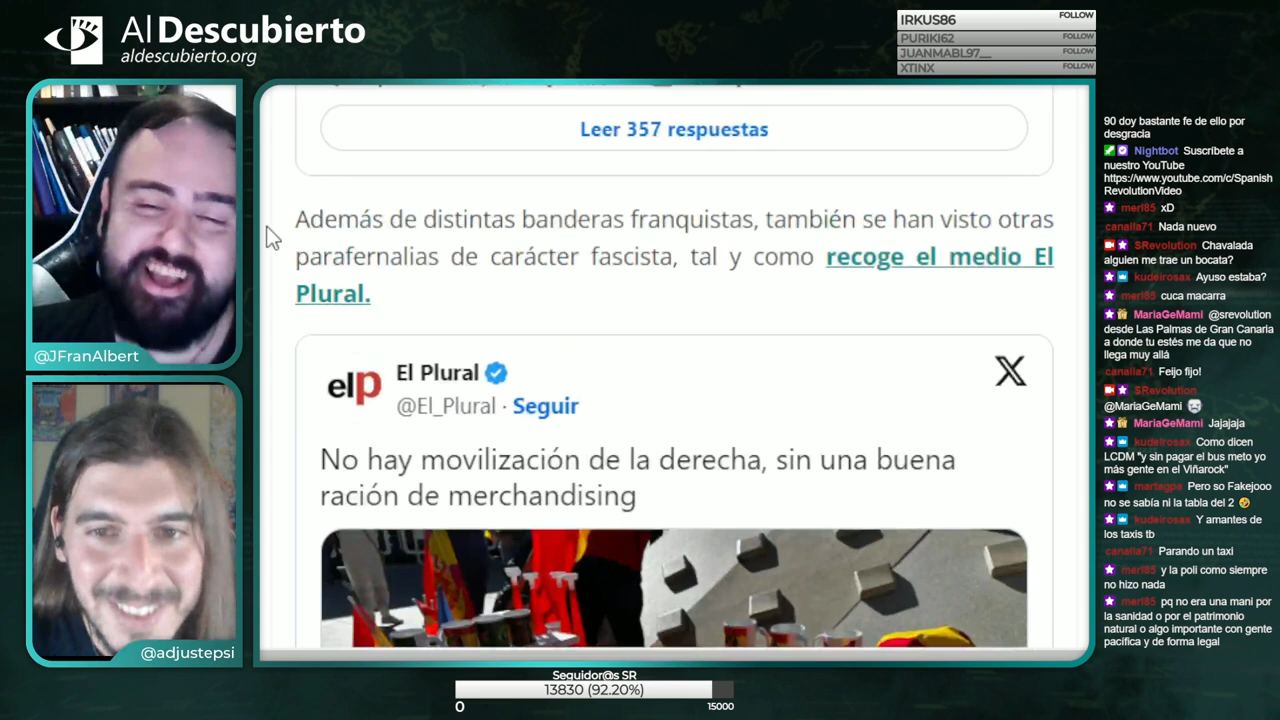 Al Descubierto
aldescubierto.org
IRKUS86 FOLLOW
PURIKI62 FOLLOW
JUANMABL97__ FOLLOW
XTINX FOLLOW
@JFranAlbert
@adjustepsi
Leer 357 respuestas
Además de distintas banderas franquistas, también se han visto otras
parafernalias de carácter fascista, tal y como recoge el medio El
Plural.
elp
El Plural
@El_Plural · Seguir
No hay movilización de la derecha, sin una buena
ración de merchandising
90 doy bastante fe de ello por
desgracia
Nightbot Suscríbete a
nuestro YouTube
https://www.youtube.com/c/Spanish
RevolutionVideo
merl85 xD
canalla71 Nada nuevo
SRevolution Chavalada
alguien me trae un bocata?
kudeirosax Ayuso estaba?
merl85 cuca macarra
MariaGeMami @srevolution
desde Las Palmas de Gran Canaria
a donde tu estés me da que no
llega muy allá
canalla71 Feijo fijo!
SRevolution
@MariaGeMami
MariaGeMami Jajajaja
kudeirosax Como dicen
LCDM "y sin pagar el bus meto yo
más gente en el Viñarock"
martagpa Pero so Fakejooo
no se sabía ni la tabla del 2
kudeirosax Y amantes de
los taxis tb
canalla71 Parando un taxi
merl85 y la poli como siempre
no hizo nada
merl85 pq no era una mani por
la sanidad o por el patrimonio
natural o algo importante con gente
pacífica y de forma legal
Seguidor@s SR
13830 (92.20%)
0
15000